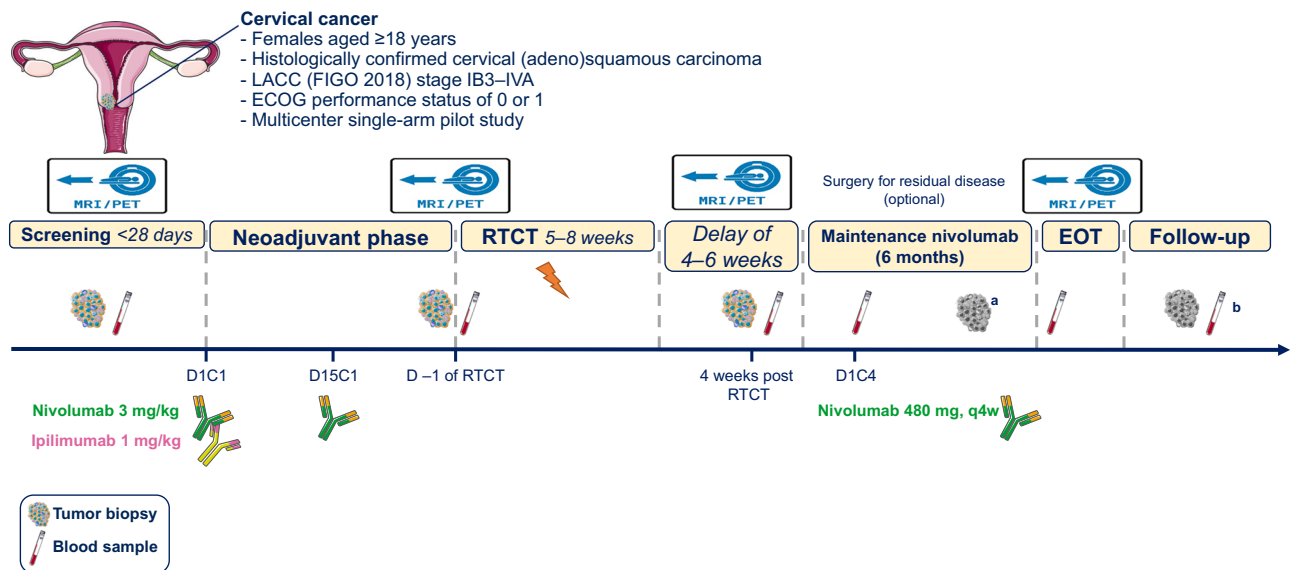 Cervical cancer
- Females aged ≥18 years
- Histologically confirmed cervical (adeno)squamous carcinoma
- LACC (FIGO 2018) stage IB3–IVA
- ECOG performance status of 0 or 1
- Multicenter single-arm pilot study
MRI/PET
MRI/PET
MRI/PET
MRI/PET
Surgery for residual disease
(optional)
Screening <28 days
Neoadjuvant phase
RTCT 5–8 weeks
Delay of
4–6 weeks
Maintenance nivolumab
(6 months)
EOT
Follow-up
a
b
D1C1
D15C1
D –1 of RTCT
4 weeks post
RTCT
D1C4
Nivolumab 3 mg/kg
Ipilimumab 1 mg/kg
Nivolumab 480 mg, q4w
Tumor biopsy
Blood sample